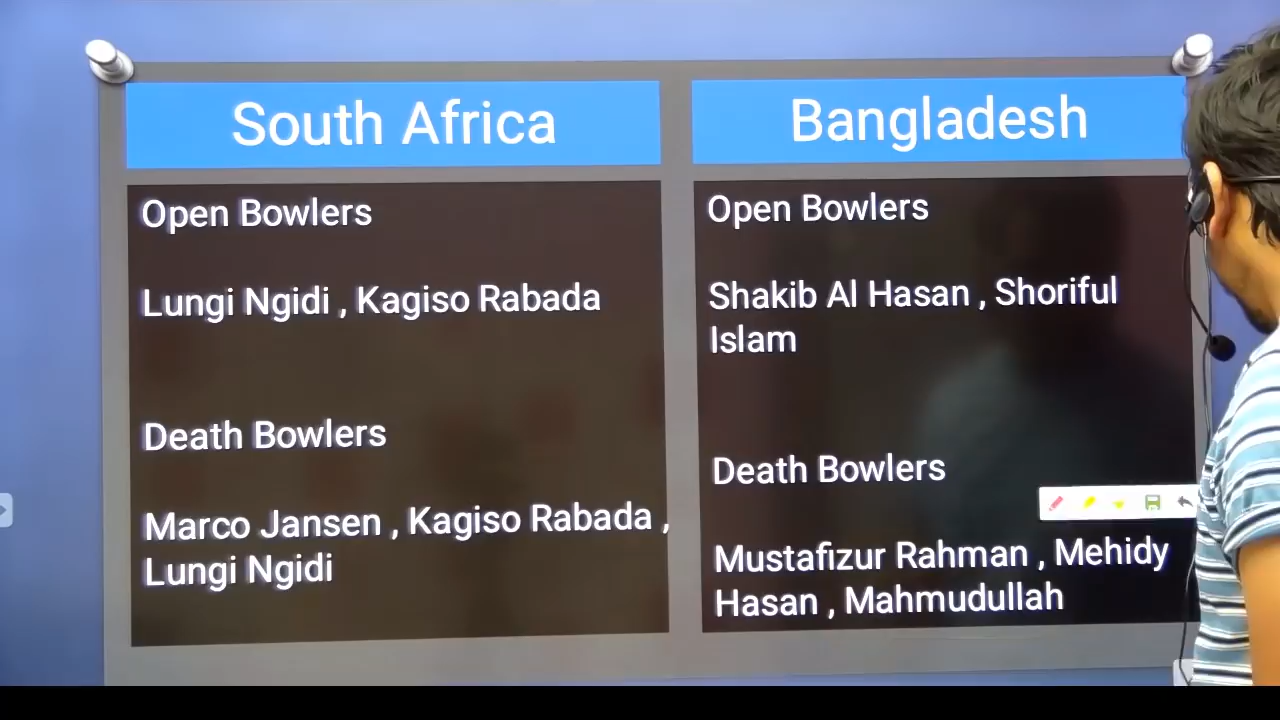 South Africa
Open Bowlers
Lungi Ngidi , Kagiso Rabada
Death Bowlers
Marco Jansen , Kagiso Rabada ,
Lungi Ngidi
Bangladesh
Open Bowlers
Shakib Al Hasan , Shoriful
Islam
Death Bowlers
Mustafizur Rahman , Mehidy
Hasan , Mahmudullah